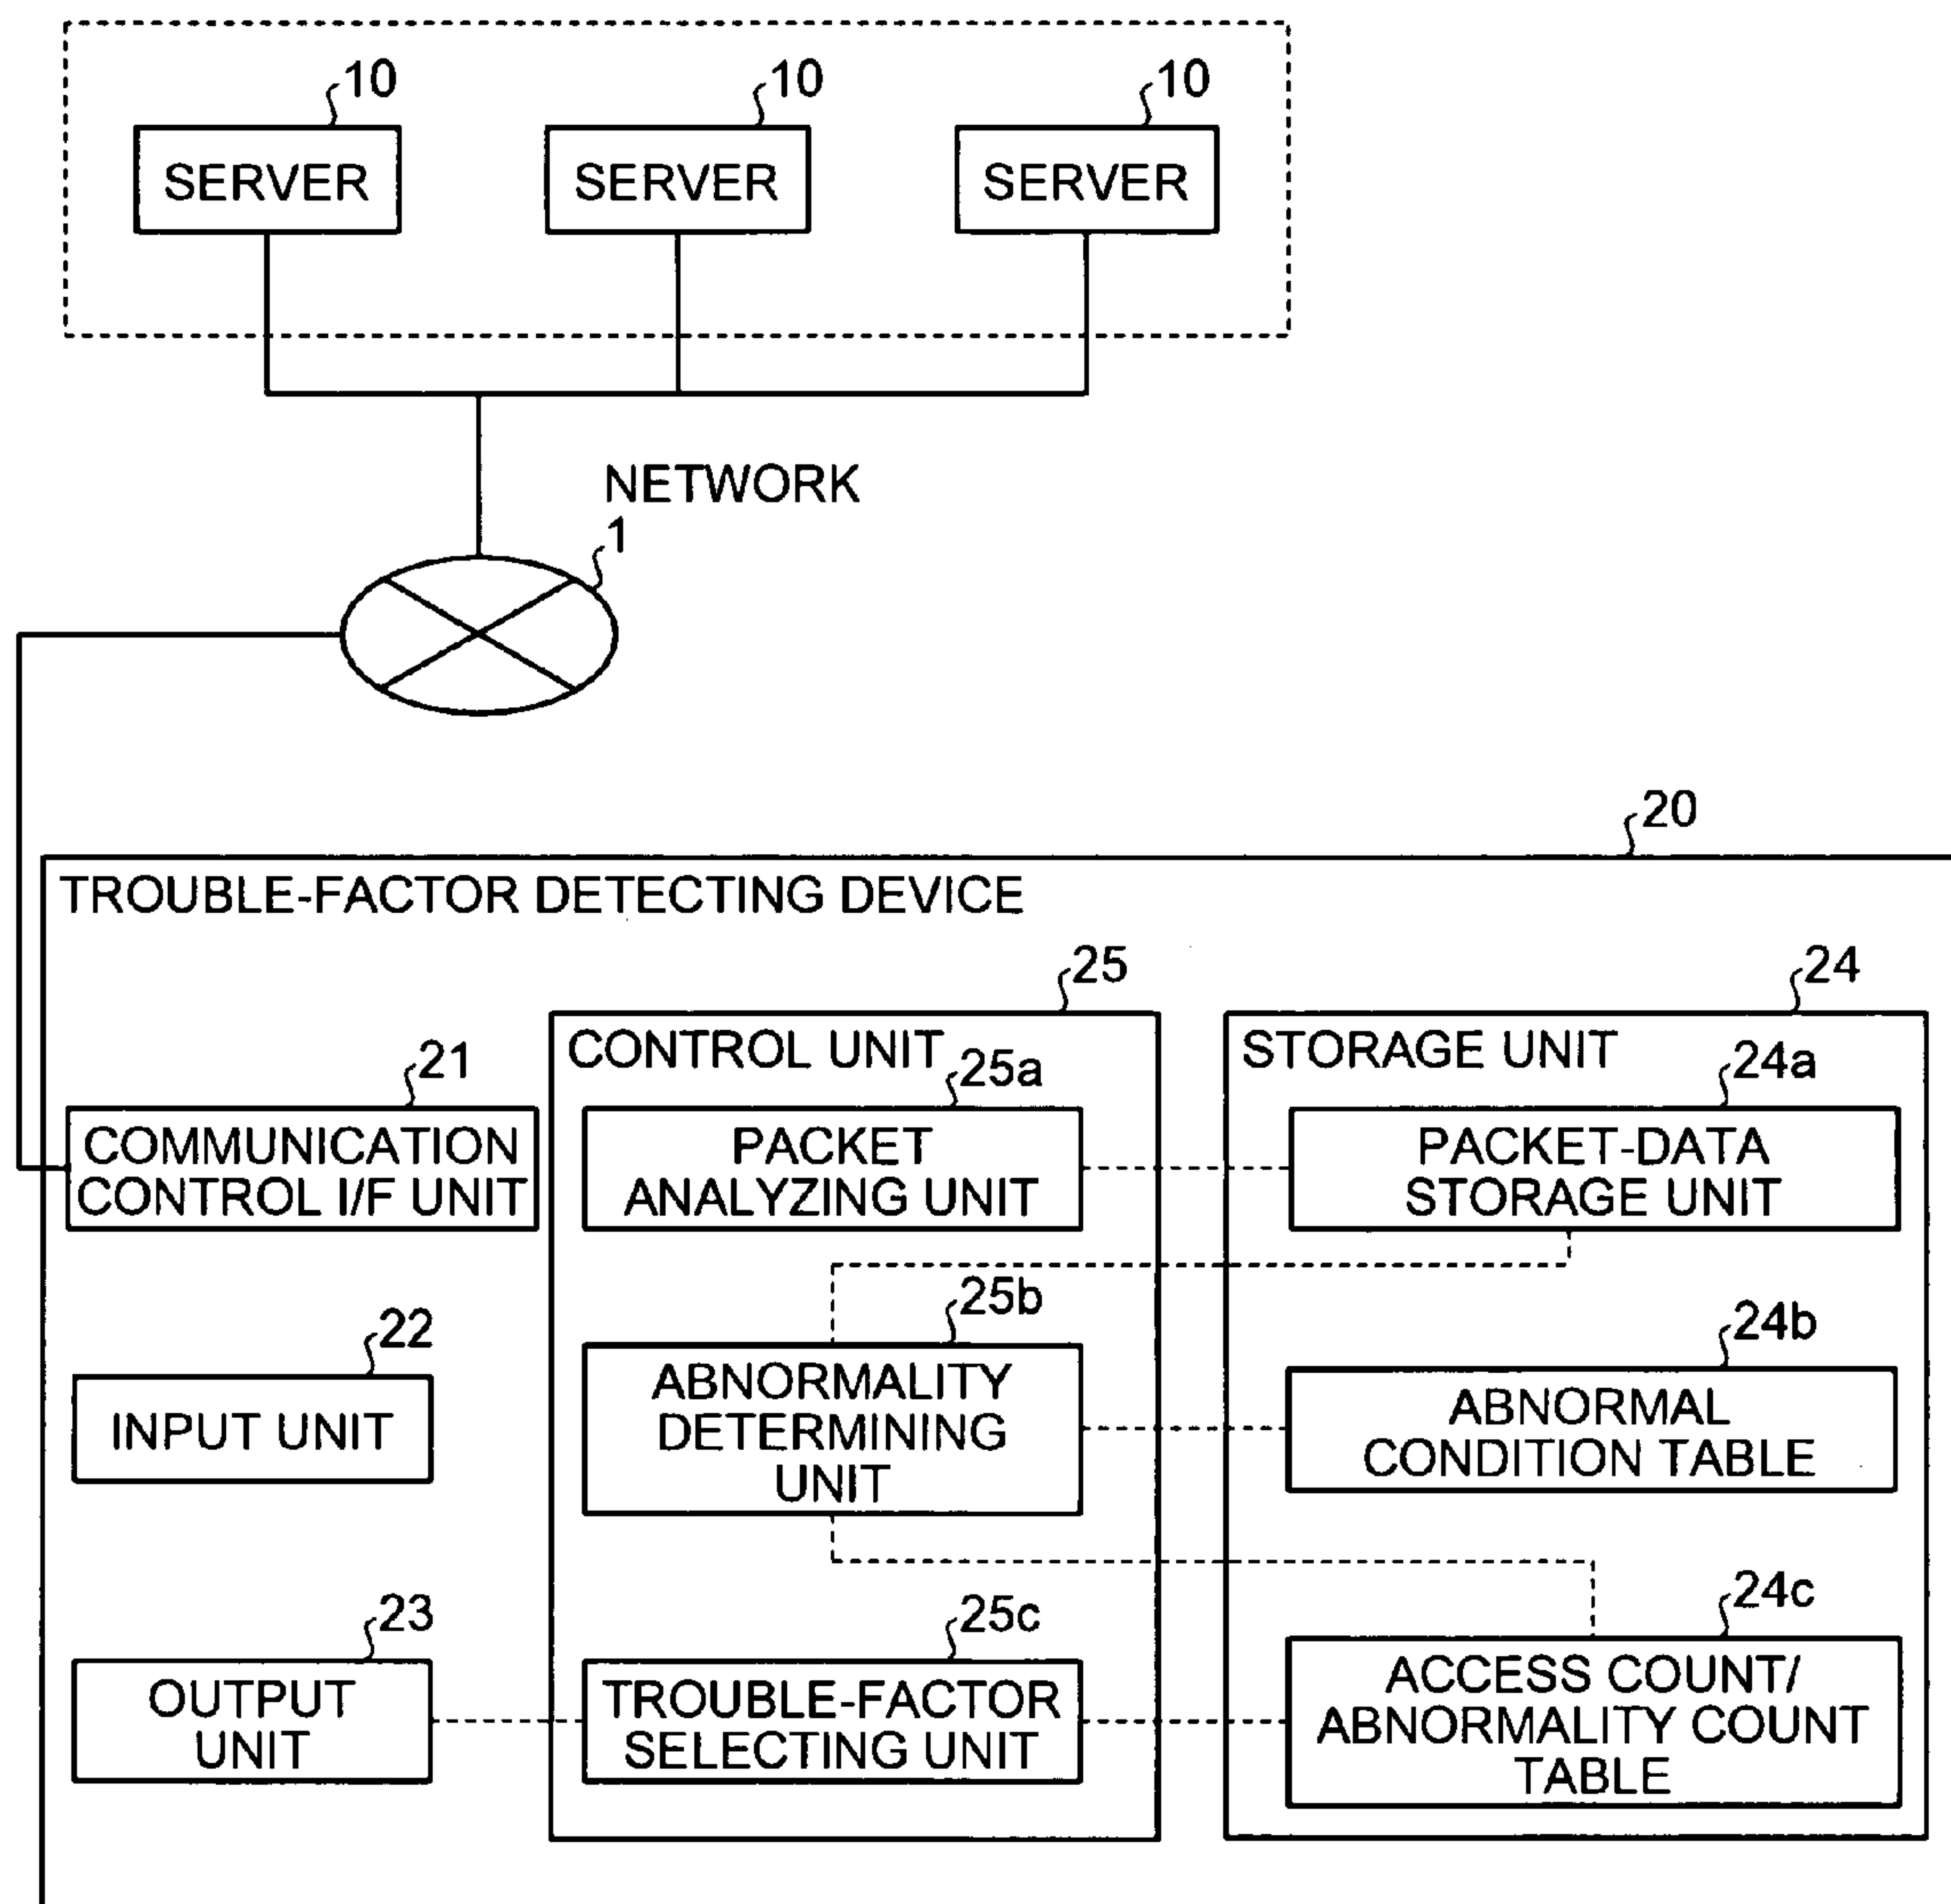 10
10
10
SERVER
SERVER
SERVER
NETWORK
1
20
TROUBLE-FACTOR DETECTING DEVICE
25
24
CONTROL UNIT
STORAGE UNIT
21
25a
24a
COMMUNICATION
CONTROL I/F UNIT
PACKET
ANALYZING UNIT
PACKET-DATA
STORAGE UNIT
22
25b
24b
INPUT UNIT
ABNORMALITY
DETERMINING
UNIT
ABNORMAL
CONDITION TABLE
23
25c
24c
OUTPUT
UNIT
TROUBLE-FACTOR
SELECTING UNIT
ACCESS COUNT/
ABNORMALITY COUNT
TABLE